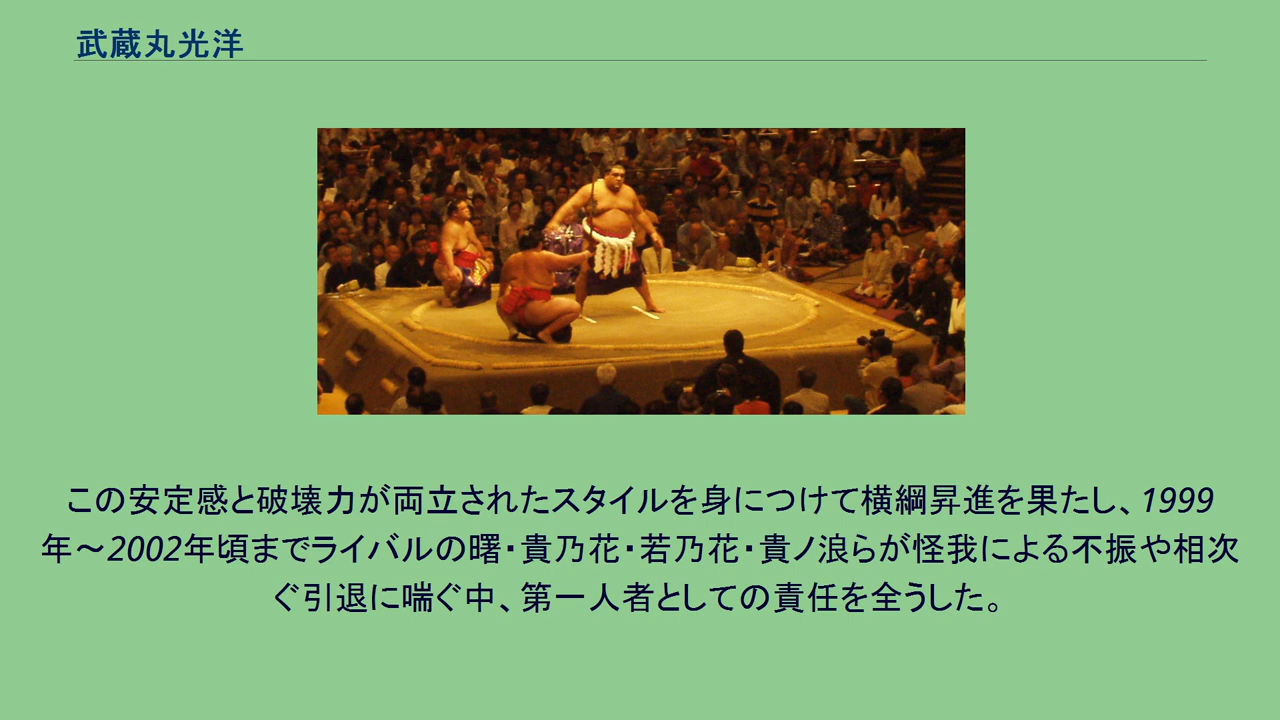 武蔵丸光洋
この安定感と破壊力が両立されたスタイルを身につけて横綱昇進を果たし、1999
年～2002年頃までライバルの曙・貴乃花・若乃花・貴ノ浪らが怪我による不振や相次
ぐ引退に喘ぐ中、第一人者としての責任を全うした。